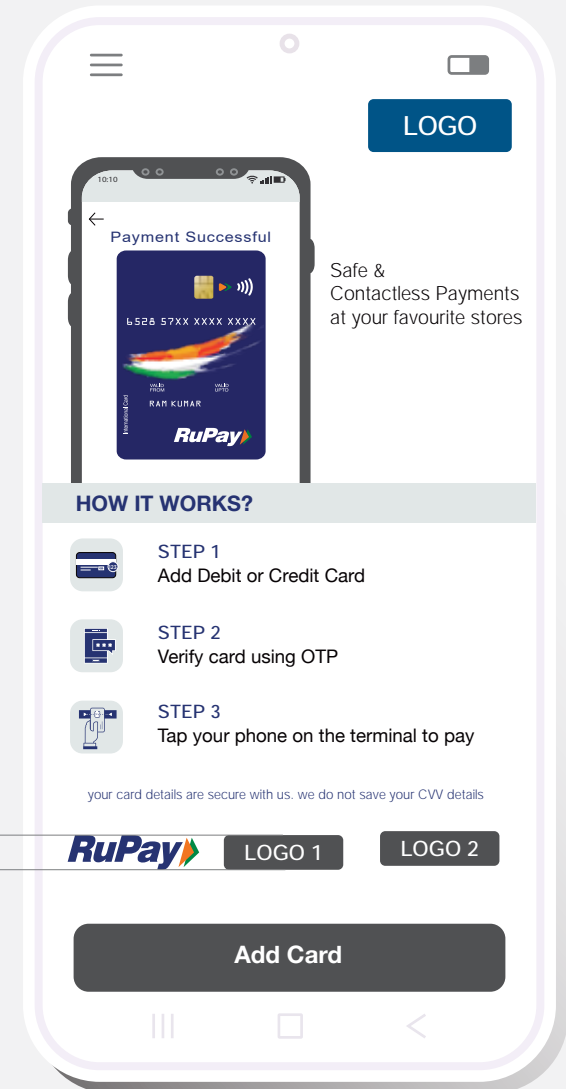 LOGO
10:10
Payment Successful
6528 57XX XXXX XXXX
VALID
FROM
VALID
UPTO
RAM KUMAR
International Card
RuPay
Safe &
Contactless Payments
at your favourite stores
HOW IT WORKS?
STEP 1
Add Debit or Credit Card
STEP 2
Verify card using OTP
STEP 3
Tap your phone on the terminal to pay
your card details are secure with us. we do not save your CVV details
RuPay
LOGO 1
LOGO 2
Add Card